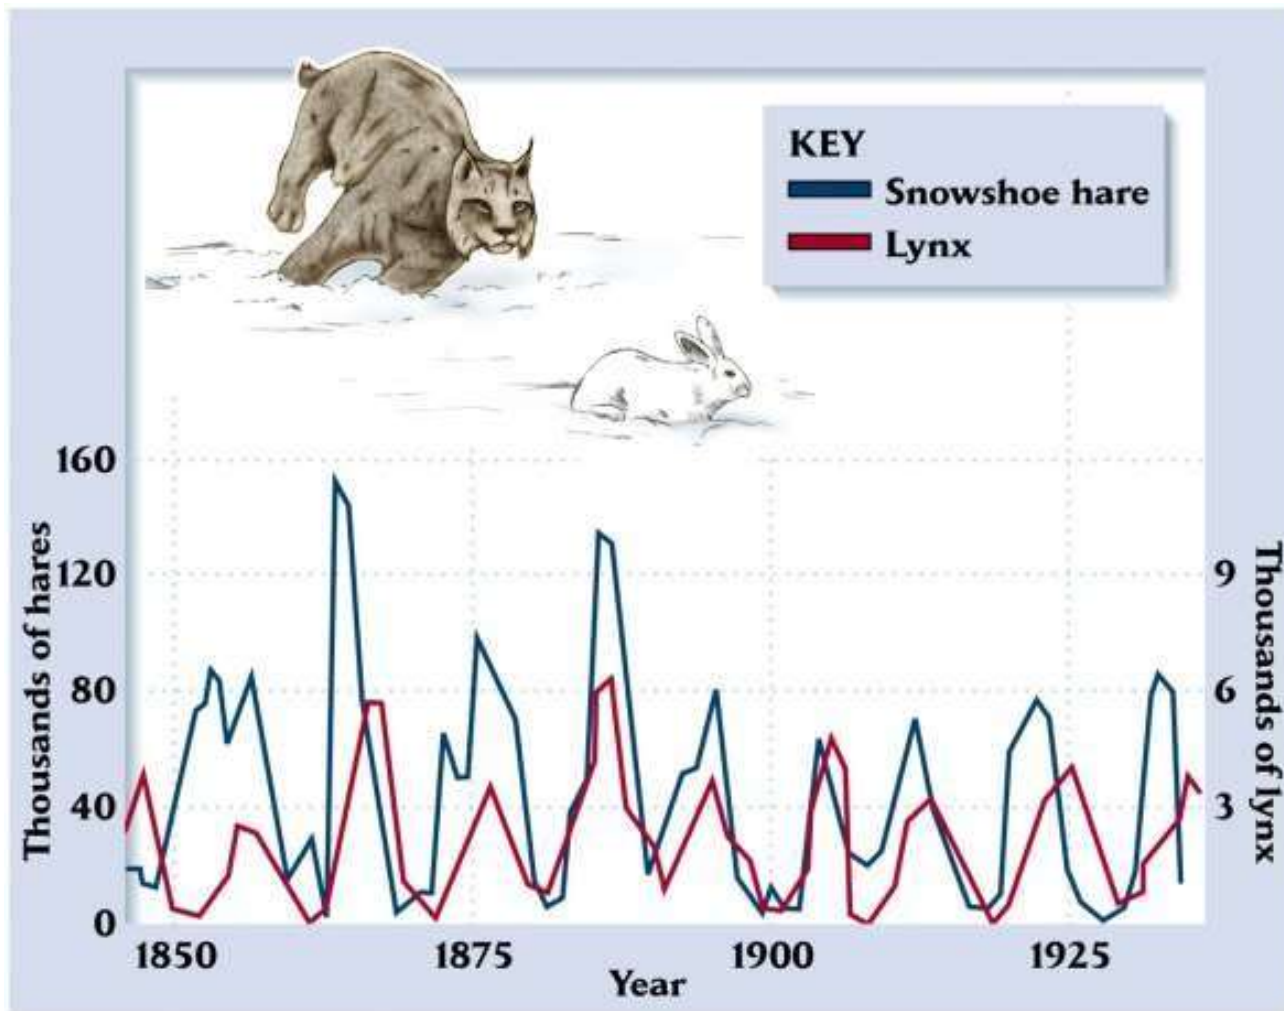 KEY
Snowshoe hare
Lynx
Thousands of hares
160
120
80
40
0
9
6
3
Thousands of lynx
1850 1875 1900 1925
Year